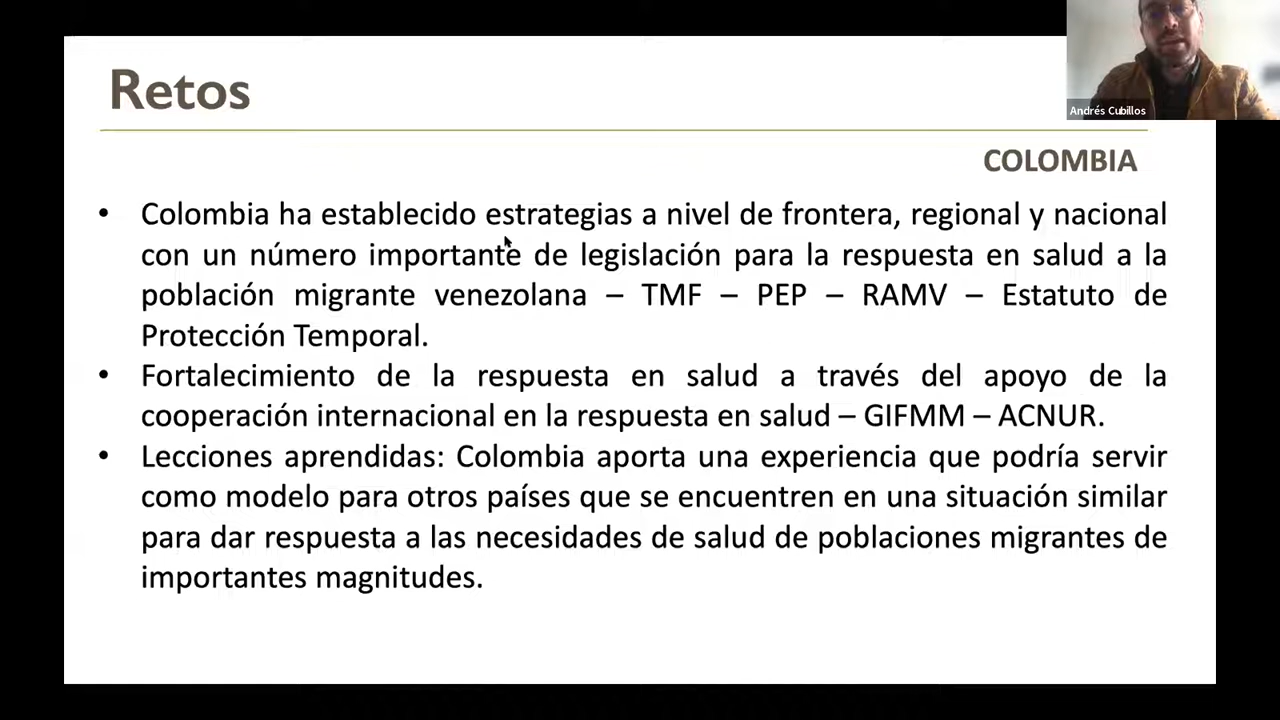 Retos
Andrés Cubillos
COLOMBIA
• Colombia ha establecido estrategias a nivel de frontera, regional y nacional
con un número importante de legislación para la respuesta en salud a la
población migrante venezolana – TMF – PEP – RAMV – Estatuto de
Protección Temporal.
• Fortalecimiento de la respuesta en salud a través del apoyo de la
cooperación internacional en la respuesta en salud – GIFMM – ACNUR.
• Lecciones aprendidas: Colombia aporta una experiencia que podría servir
como modelo para otros países que se encuentren en una situación similar
para dar respuesta a las necesidades de salud de poblaciones migrantes de
importantes magnitudes.